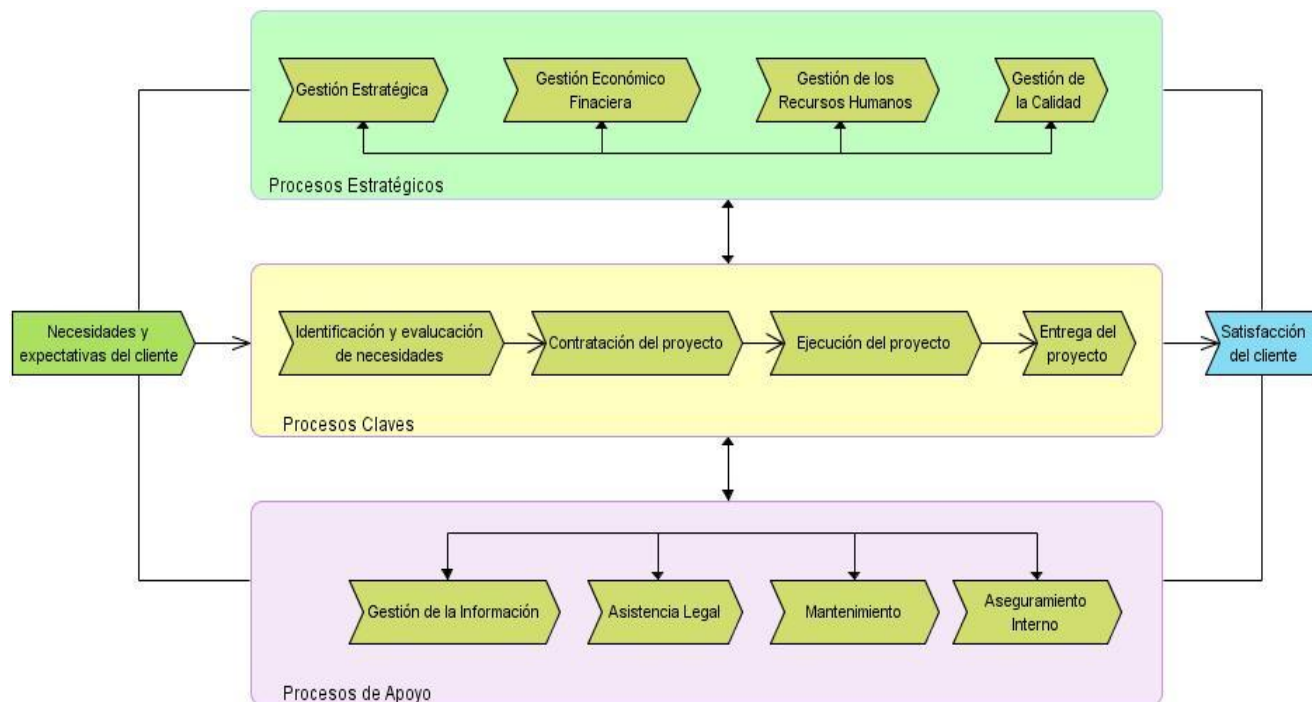 Gestión Estratégica
Gestión Económico
Finaciera
Gestión de los
Recursos Humanos
Gestión de
la Calidad
Procesos Estratégicos
Necesidades y
expectativas del cliente
Identificación y evalucación
de necesidades
Contratación del proyecto
Ejecución del proyecto
Entrega del
proyecto
Satisfacción
del cliente
Procesos Claves
Gestión de la Información
Asistencia Legal
Mantenimiento
Aseguramiento
Interno
Procesos de Apoyo